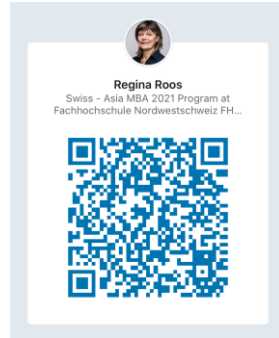 Regina Roos
Swiss - Asia MBA 2021 Program at
Fachhochschule Nordwestschweiz FH...